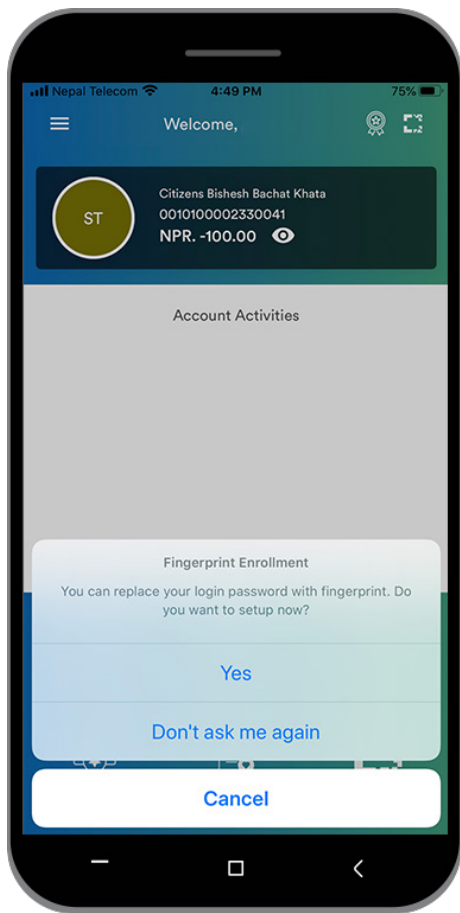 Nepal Telecom 4:49 PM 75%
Welcome,
Citizens Bishesh Bachat Khata
ST
0010100002330041
NPR. -100.00
Account Activities
Fingerprint Enrollment
You can replace your login password with fingerprint. Do
you want to setup now?
Yes
Don't ask me again
Cancel